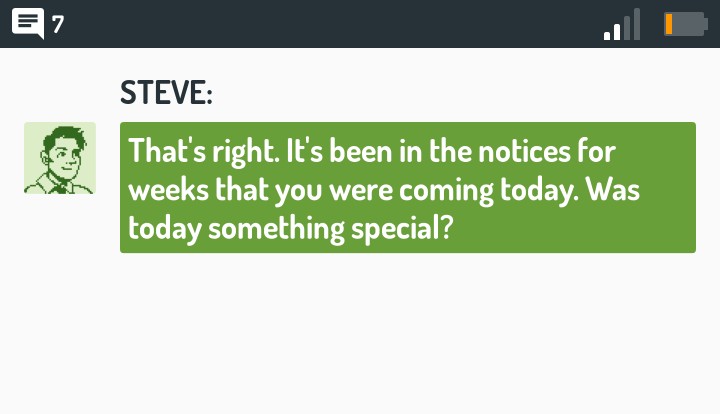 7
STEVE:
That's right. It's been in the notices for
weeks that you were coming today. Was
today something special?